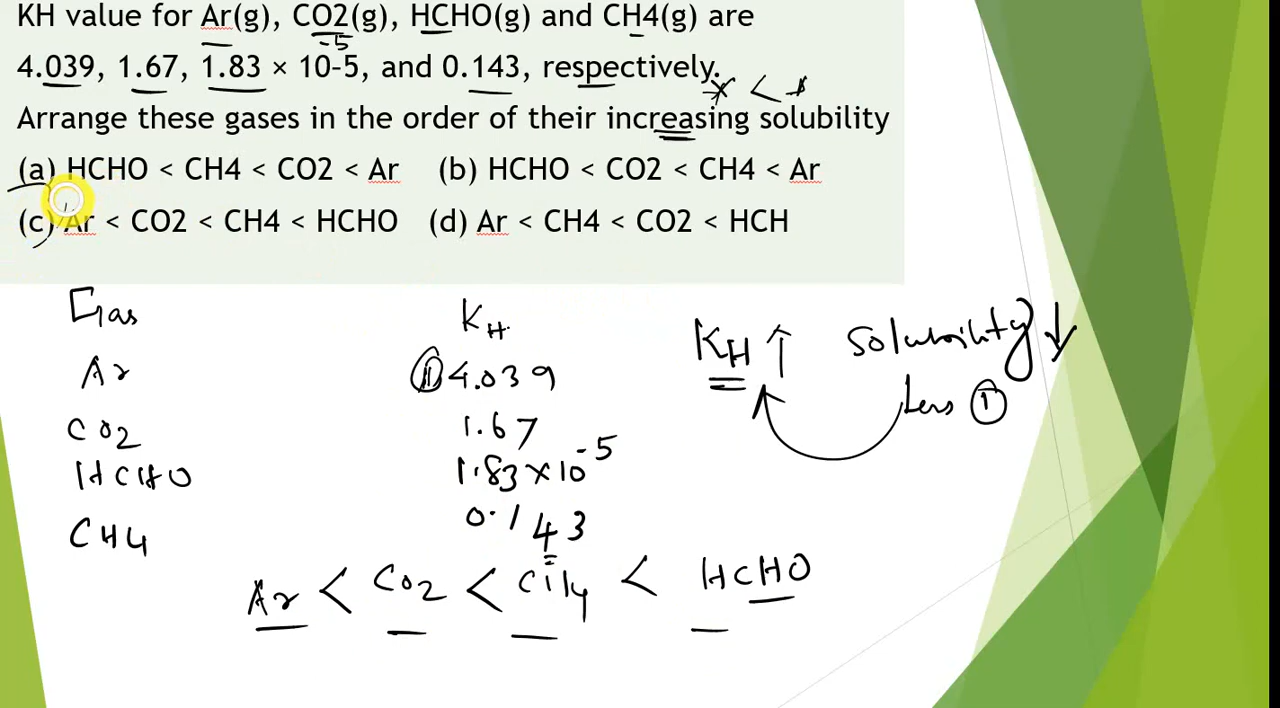 KH value for Ar(g), CO2(g), HCHO(g) and CH4(g) are
-5
4.039, 1.67, 1.83 × 10-5, and 0.143, respectively.
Arrange these gases in the order of their increasing solubility
(a) HCHO < CH4 < CO2 < Ar (b) HCHO < CO2 < CH4 < Ar
(c) Ar < CO2 < CH4 < HCHO (d) Ar < CH4 < CO2 < HCH
Gas KH
KH ↑ Solubility ↓
Ar 4.039
Less ↑
CO2 1.67
HCHO 1.83×10-5
CH4 0.143
Ar < CO2 < CH4 < HCHO